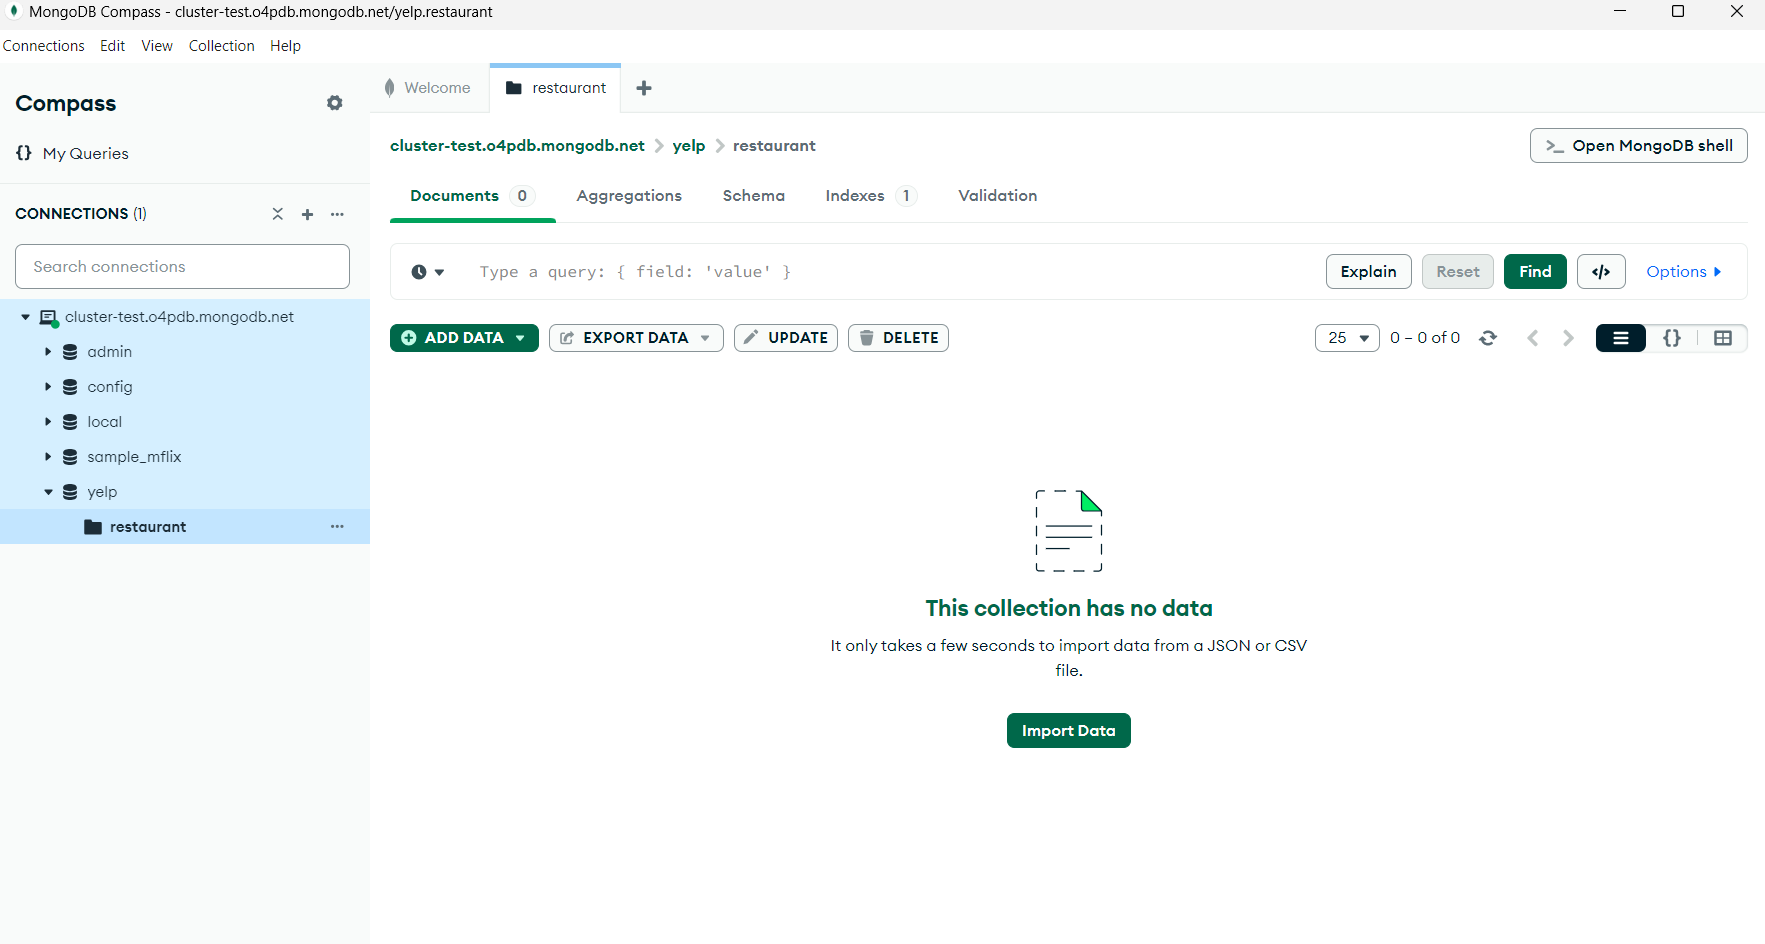 MongoDB Compass - cluster-test.o4pdb.mongodb.net/yelp.restaurant
Connections Edit View Collection Help
Compass
{} My Queries
CONNECTIONS (1)
Search connections
cluster-test.o4pdb.mongodb.net
admin
config
local
sample_mflix
yelp
restaurant
Welcome restaurant
cluster-test.o4pdb.mongodb.net > yelp > restaurant
>_ Open MongoDB shell
Documents 0 Aggregations Schema Indexes 1 Validation
Type a query: { field: 'value' }
Explain Reset Find </> Options
ADD DATA EXPORT DATA UPDATE DELETE
25 0 – 0 of 0 {}
This collection has no data
It only takes a few seconds to import data from a JSON or CSV
file.
Import Data